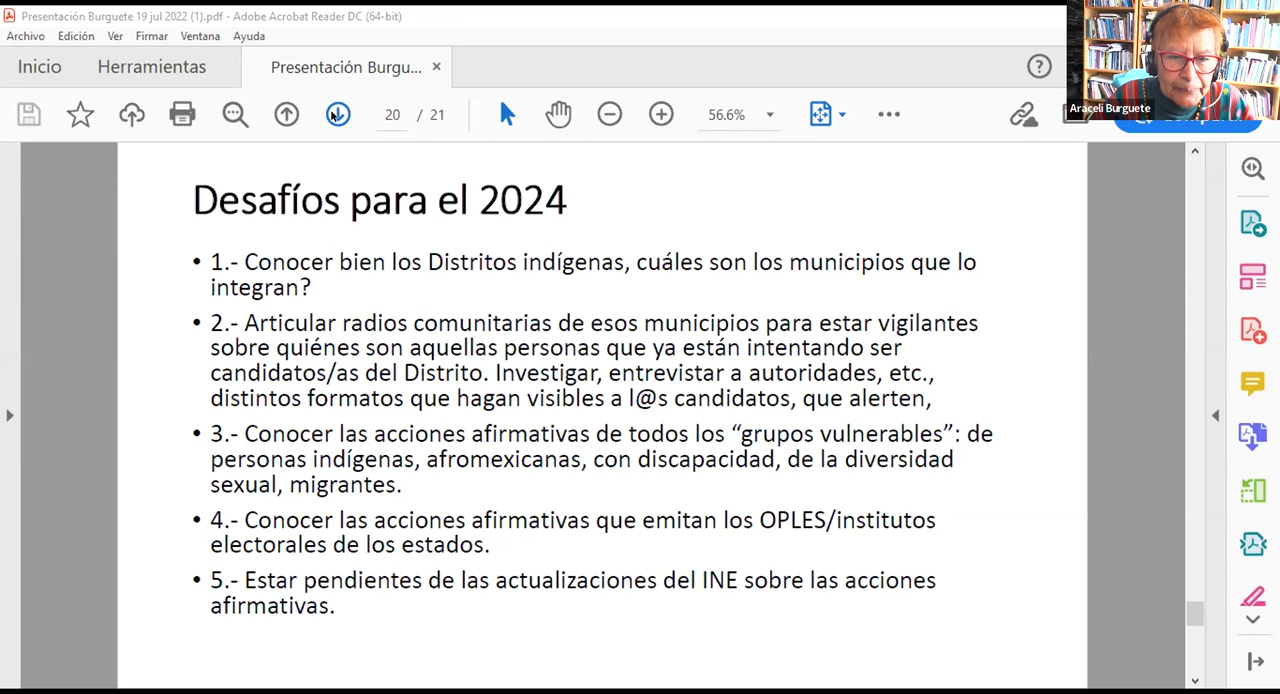 Presentación Burguete 19 jul 2022 (1).pdf - Adobe Acrobat Reader DC (64-bit)
Archivo Edición Ver Firmar Ventana Ayuda
Inicio Herramientas Presentación Burgu... ×
20 / 21 56.6%
Araceli Burguete
Desafíos para el 2024
• 1.- Conocer bien los Distritos indígenas, cuáles son los municipios que lo
integran?
• 2.- Articular radios comunitarias de esos municipios para estar vigilantes
sobre quiénes son aquellas personas que ya están intentando ser
candidatos/as del Distrito. Investigar, entrevistar a autoridades, etc.,
distintos formatos que hagan visibles a l@s candidatos, que alerten,
• 3.- Conocer las acciones afirmativas de todos los “grupos vulnerables”: de
personas indígenas, afromexicanas, con discapacidad, de la diversidad
sexual, migrantes.
• 4.- Conocer las acciones afirmativas que emitan los OPLES/institutos
electorales de los estados.
• 5.- Estar pendientes de las actualizaciones del INE sobre las acciones
afirmativas.